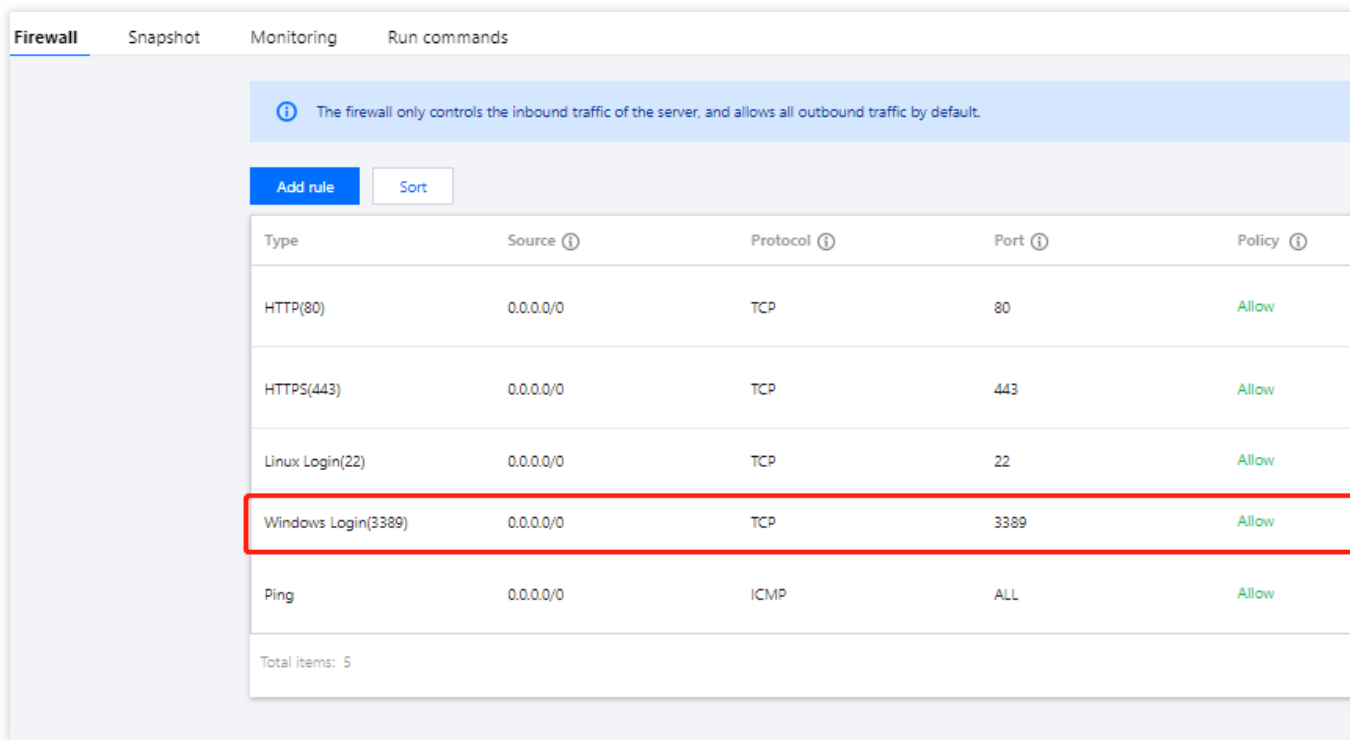 Firewall Snapshot Monitoring Run commands
The firewall only controls the inbound traffic of the server, and allows all outbound traffic by default.
Add rule Sort
Type Source Protocol Port Policy
HTTP(80) 0.0.0.0/0 TCP 80 Allow
HTTPS(443) 0.0.0.0/0 TCP 443 Allow
Linux Login(22) 0.0.0.0/0 TCP 22 Allow
Windows Login(3389) 0.0.0.0/0 TCP 3389 Allow
Ping 0.0.0.0/0 ICMP ALL Allow
Total items: 5